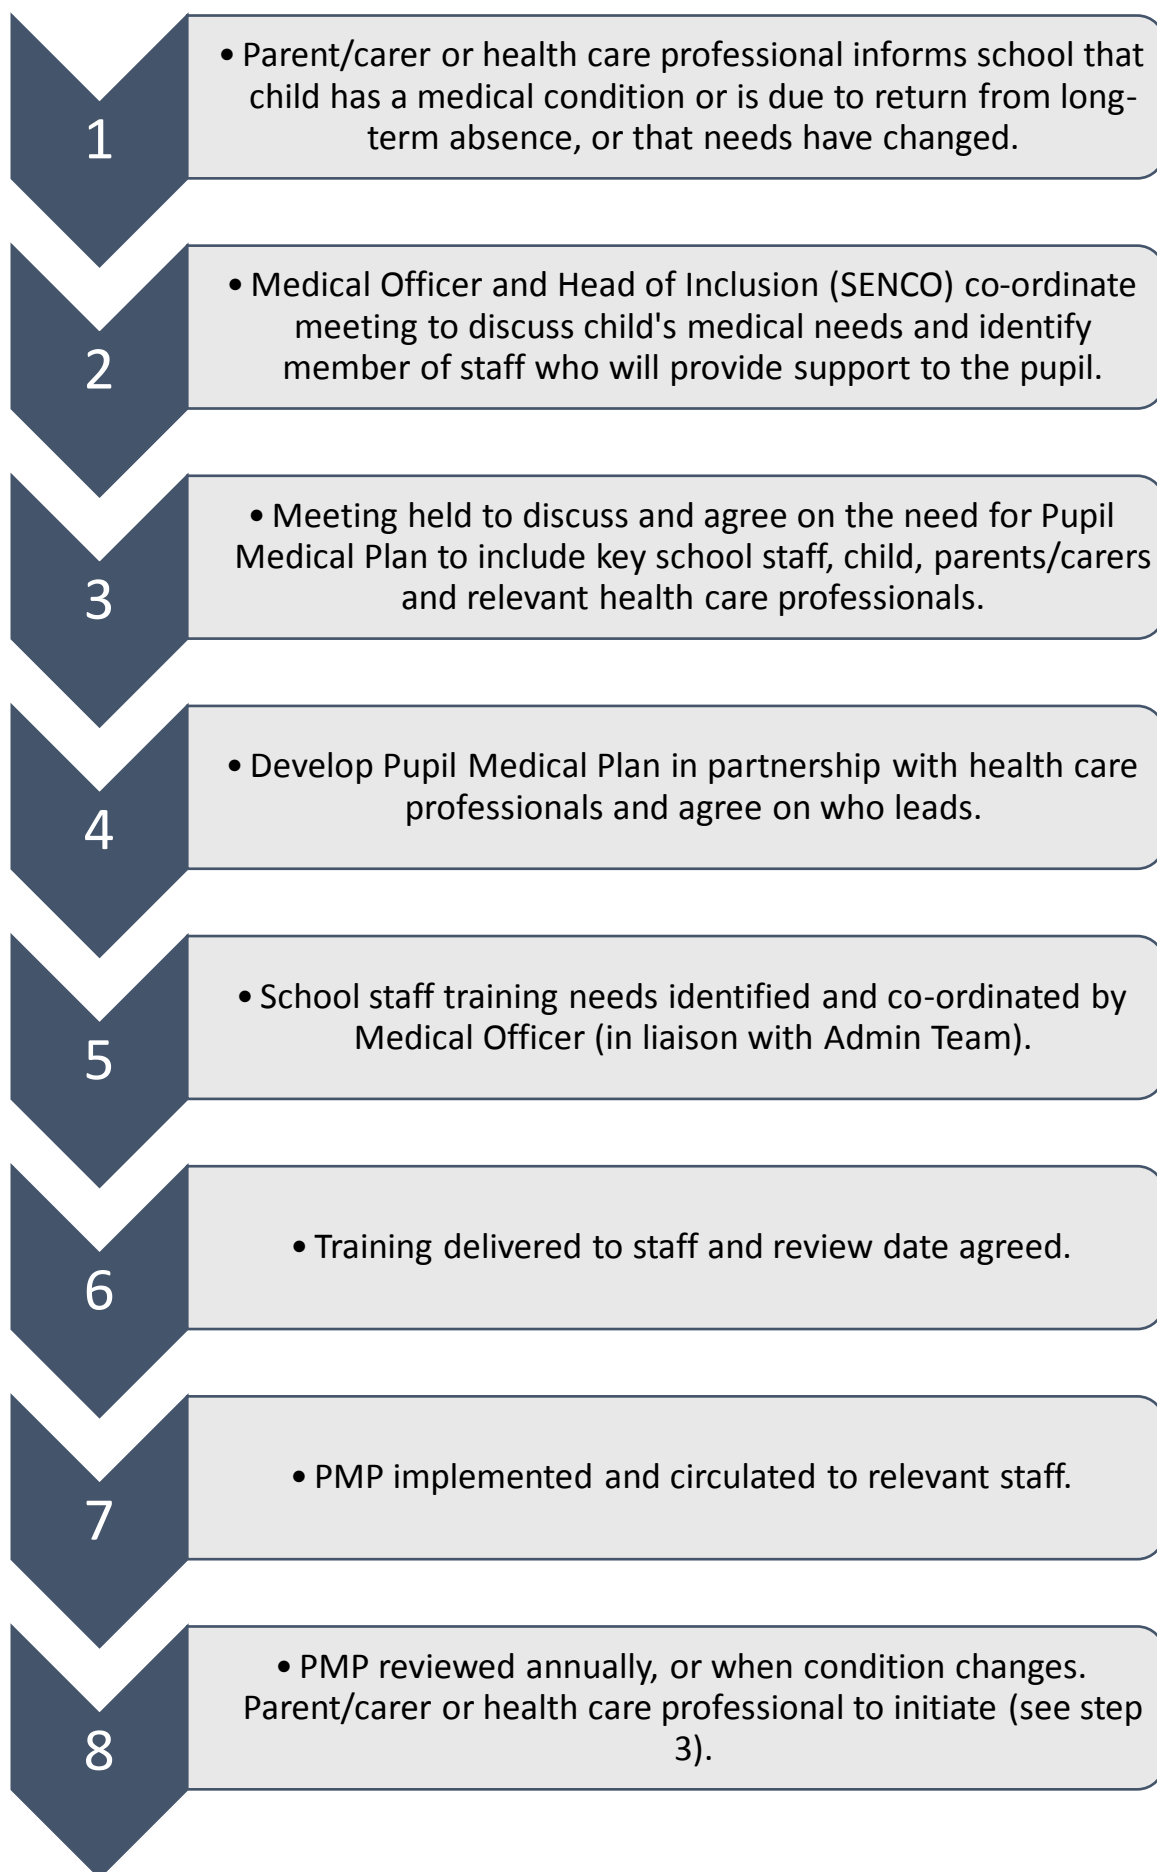 1
• Parent/carer or health care professional informs school that
child has a medical condition or is due to return from long-
term absence, or that needs have changed.
2
• Medical Officer and Head of Inclusion (SENCO) co-ordinate
meeting to discuss child's medical needs and identify
member of staff who will provide support to the pupil.
3
• Meeting held to discuss and agree on the need for Pupil
Medical Plan to include key school staff, child, parents/carers
and relevant health care professionals.
4
• Develop Pupil Medical Plan in partnership with health care
professionals and agree on who leads.
5
• School staff training needs identified and co-ordinated by
Medical Officer (in liaison with Admin Team).
6
• Training delivered to staff and review date agreed.
7
• PMP implemented and circulated to relevant staff.
8
• PMP reviewed annually, or when condition changes.
Parent/carer or health care professional to initiate (see step
3).